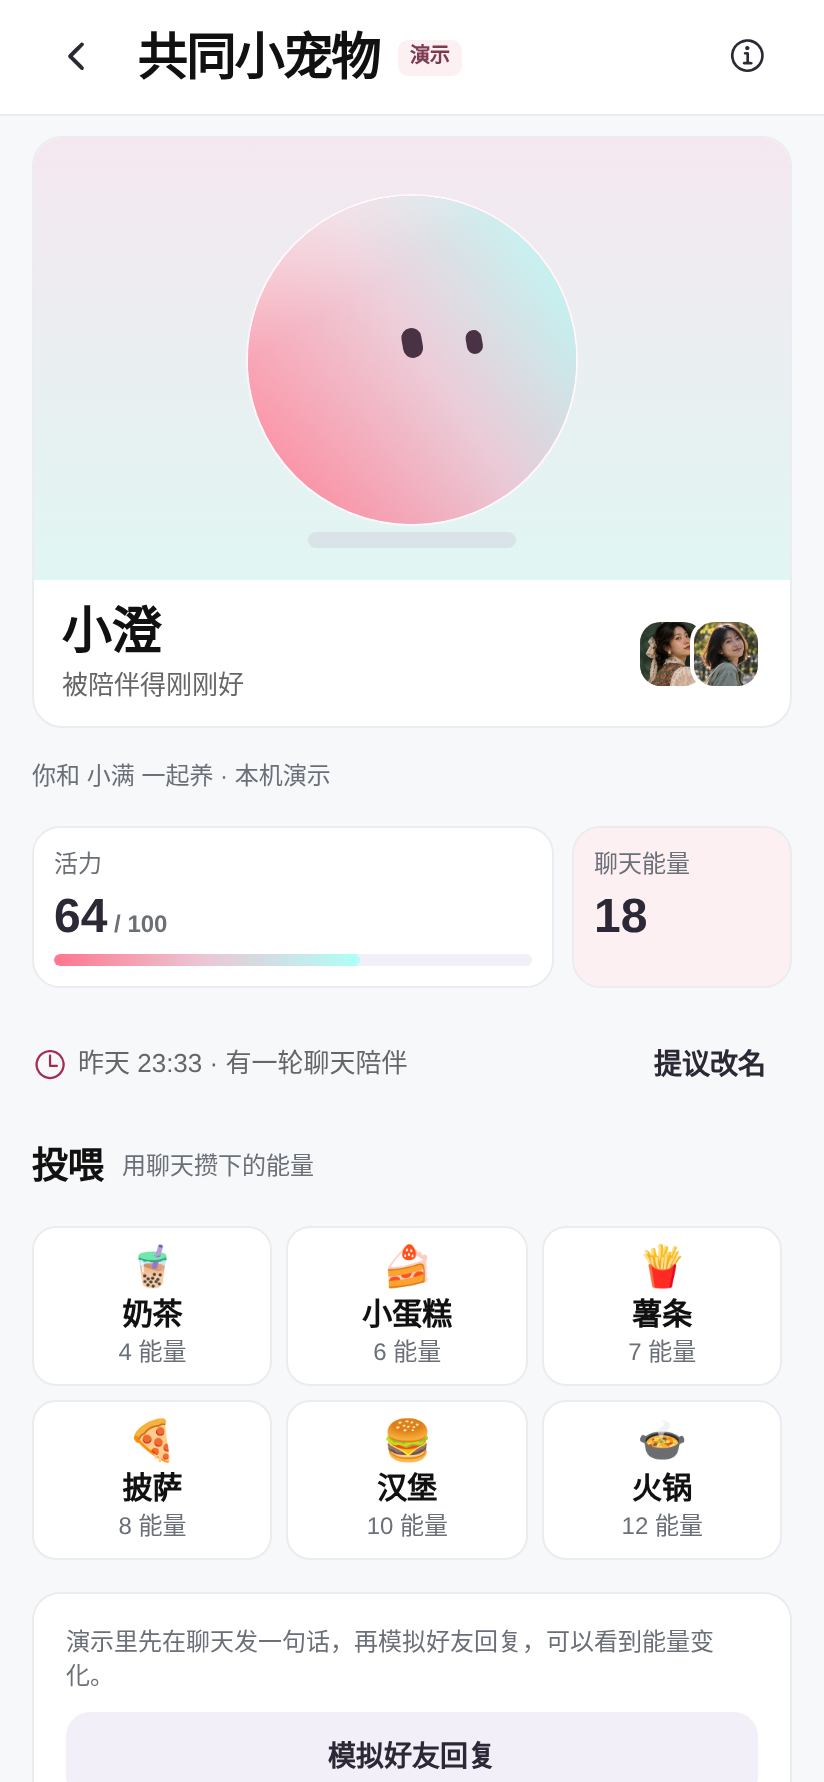 共同小宠物 演示
小澄
被陪伴得刚刚好
你和 小满 一起养 · 本机演示
活力
64 / 100
聊天能量
18
昨天 23:33 · 有一轮聊天陪伴
提议改名
投喂 用聊天攒下的能量
奶茶
4 能量
小蛋糕
6 能量
薯条
7 能量
披萨
8 能量
汉堡
10 能量
火锅
12 能量
演示里先在聊天发一句话，再模拟好友回复，可以看到能量变
化。
模拟好友回复